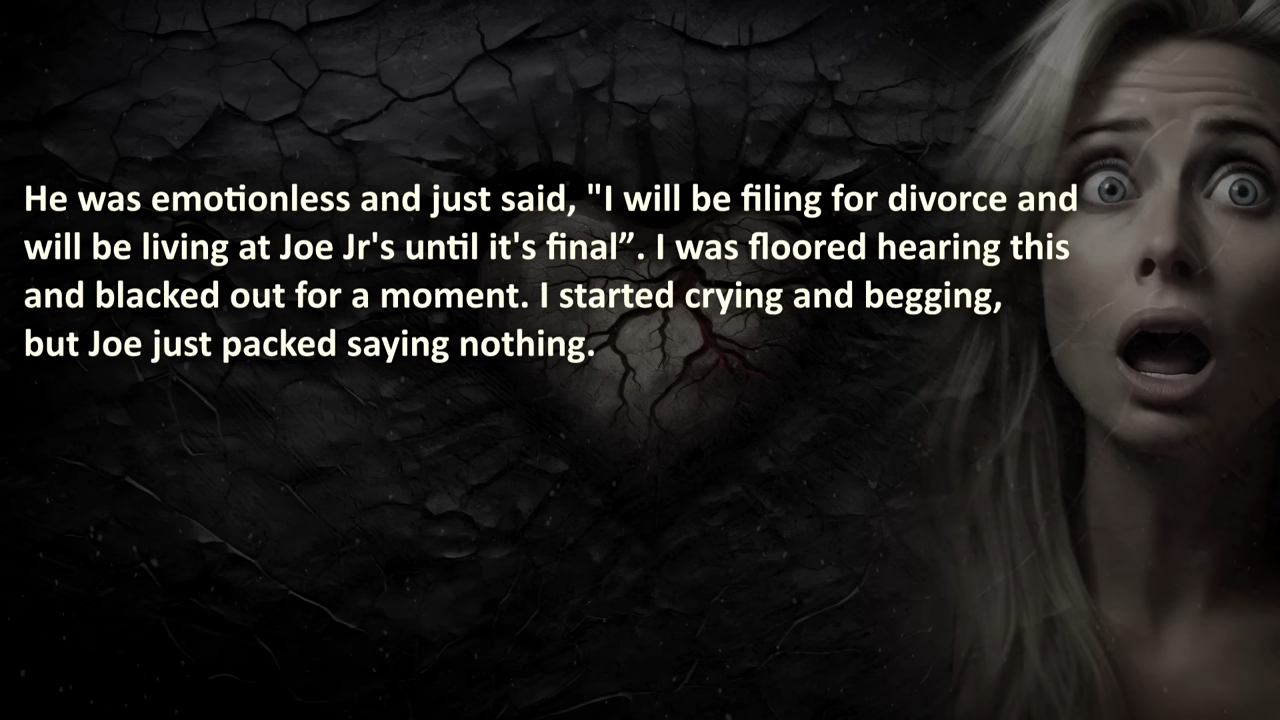 He was emotionless and just said, "I will be filing for divorce and
will be living at Joe Jr's until it's final”. I was floored hearing this
and blacked out for a moment. I started crying and begging,
but Joe just packed saying nothing.